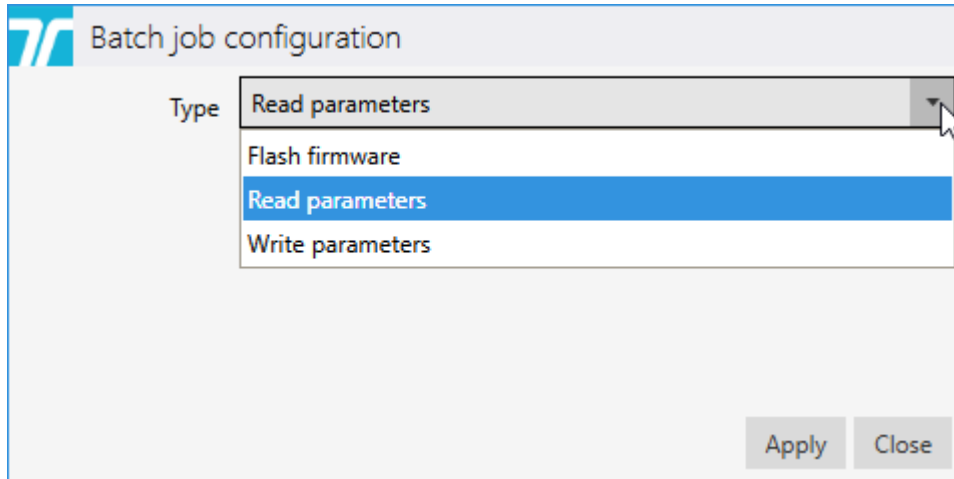 Batch job configuration
Type Read parameters
Flash firmware
Read parameters
Write parameters
Apply Close